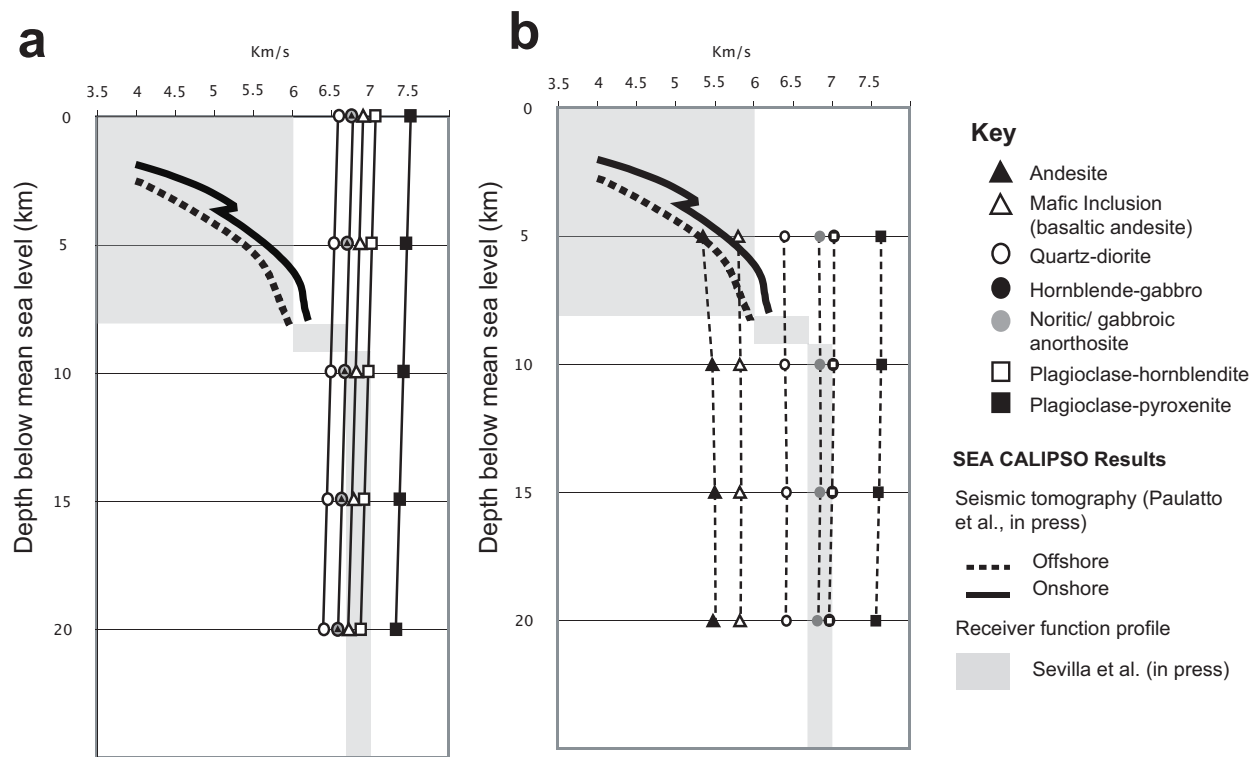 a
Km/s
3.5 4 4.5 5 5.5 6 6.5 7 7.5
0
5
10
15
20
Depth below mean sea level (km)
b
Km/s
3.5 4 4.5 5 5.5 6 6.5 7 7.5
0
5
10
15
20
Depth below mean sea level (km)
Key
Andesite
Mafic Inclusion
(basaltic andesite)
Quartz-diorite
Hornblende-gabbro
Noritic/ gabbroic
anorthosite
Plagioclase-hornblendite
Plagioclase-pyroxenite
SEA CALIPSO Results
Seismic tomography (Paulatto
et al., in press)
Offshore
Onshore
Receiver function profile
Sevilla et al. (in press)